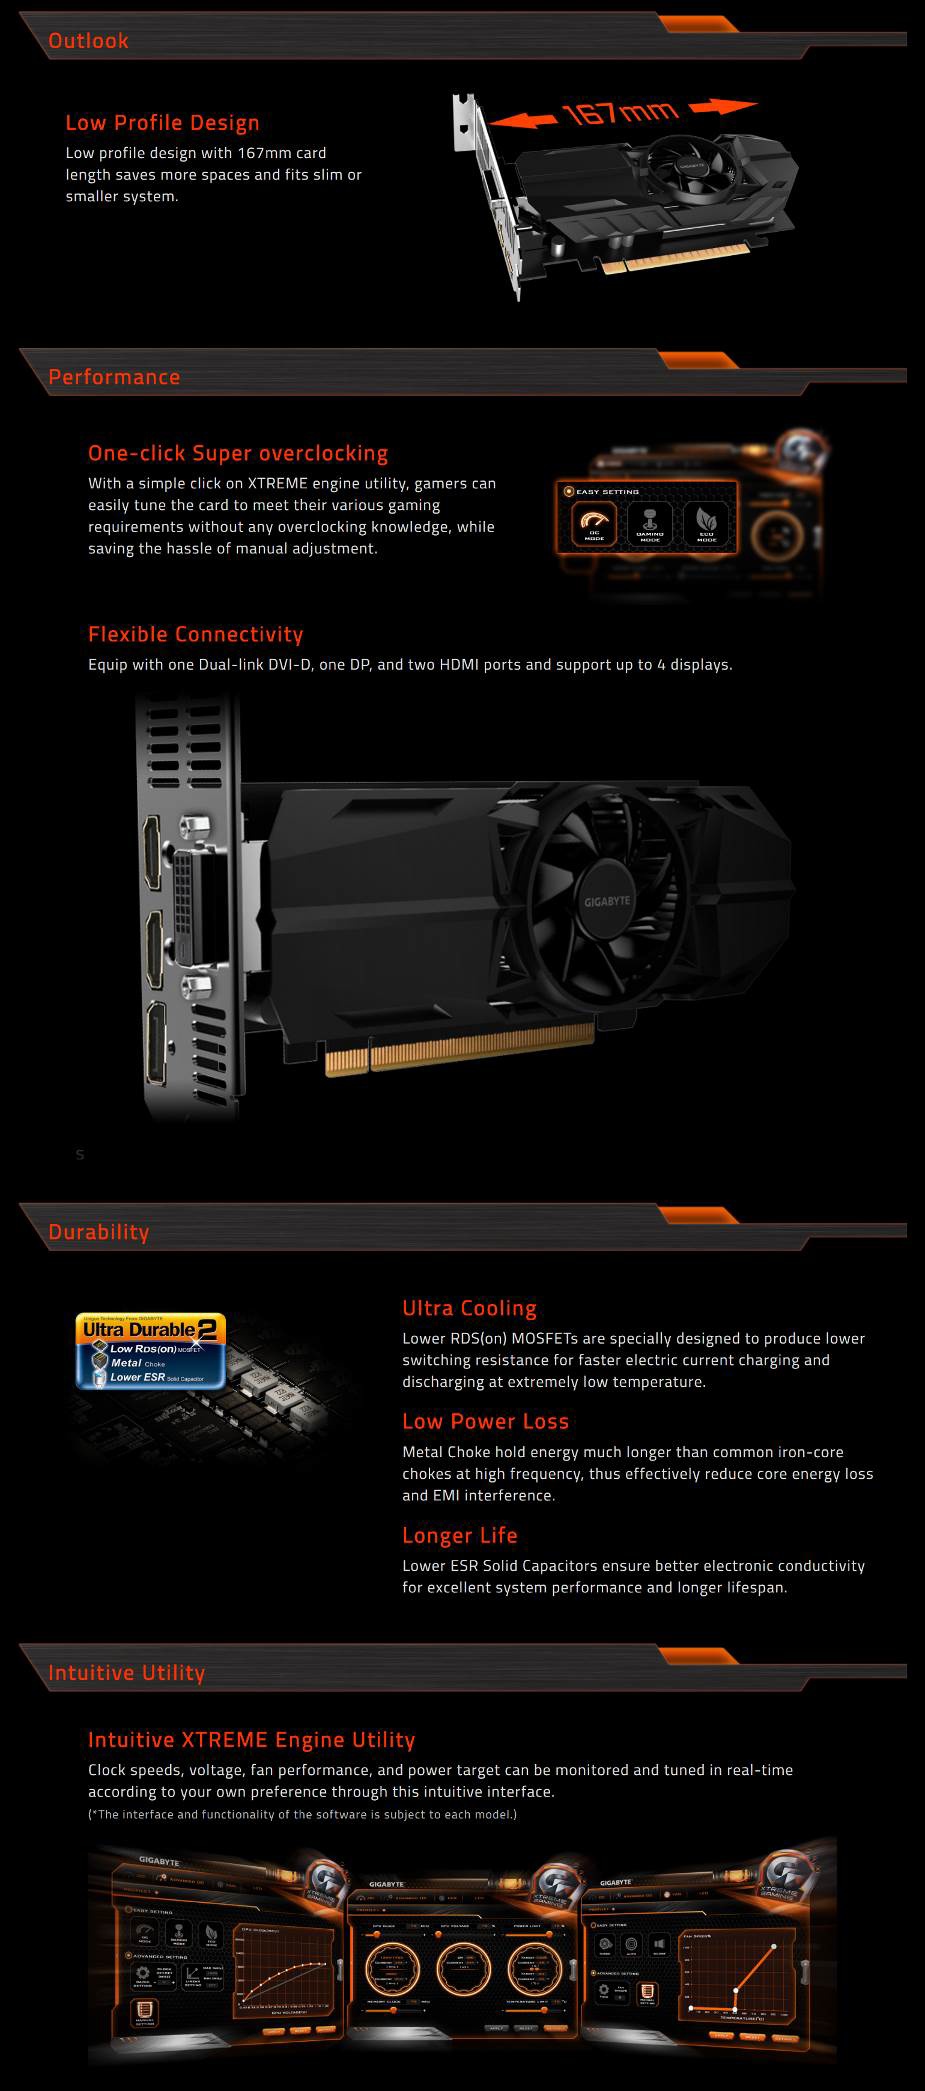 Outlook
Low Profile Design
Low profile design with 167mm card
length saves more spaces and fits slim or
smaller system.
167mm
GIGABYTE
Performance
One-click Super overclocking
With a simple click on XTREME engine utility, gamers can
easily tune the card to meet their various gaming
requirements without any overclocking knowledge, while
saving the hassle of manual adjustment.
EASY SETTING
OC MODE
GAMING MODE
ECO MODE
Flexible Connectivity
Equip with one Dual-link DVI-D, one DP, and two HDMI ports and support up to 4 displays.
GIGABYTE
s
Durability
Unique Technology From GIGABYTE
Ultra Durable 2
Low RDS(on) MOSFET
Metal Choke
Lower ESR Solid Capacitor
Ultra Cooling
Lower RDS(on) MOSFETs are specially designed to produce lower
switching resistance for faster electric current charging and
discharging at extremely low temperature.
Low Power Loss
Metal Choke hold energy much longer than common iron-core
chokes at high frequency, thus effectively reduce core energy loss
and EMI interference.
Longer Life
Lower ESR Solid Capacitors ensure better electronic conductivity
for excellent system performance and longer lifespan.
Intuitive Utility
Intuitive XTREME Engine Utility
Clock speeds, voltage, fan performance, and power target can be monitored and tuned in real-time
according to your own preference through this intuitive interface.
(*The interface and functionality of the software is subject to each model.)
GIGABYTE
XTREME GAMING
EASY SETTING
ADVANCED SETTING
GIGABYTE
XTREME GAMING
GIGABYTE
XTREME GAMING
EASY SETTING
ADVANCED SETTING